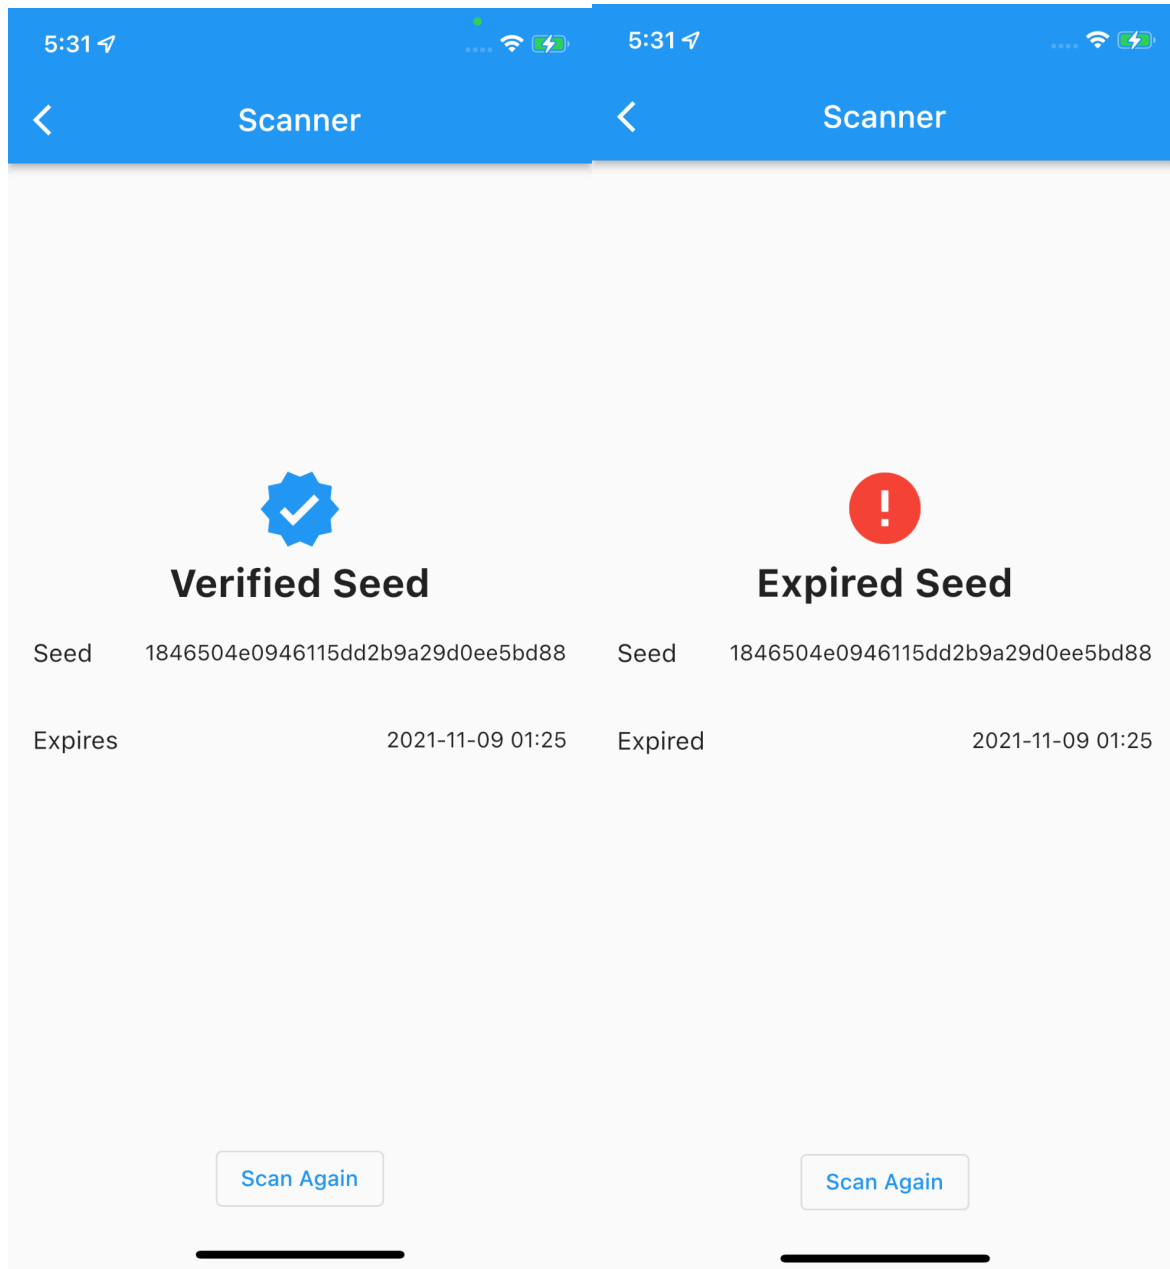 5:31
Scanner
Verified Seed
Seed 1846504e0946115dd2b9a29d0ee5bd88
Expires 2021-11-09 01:25
Scan Again
5:31
Scanner
Expired Seed
Seed 1846504e0946115dd2b9a29d0ee5bd88
Expired 2021-11-09 01:25
Scan Again